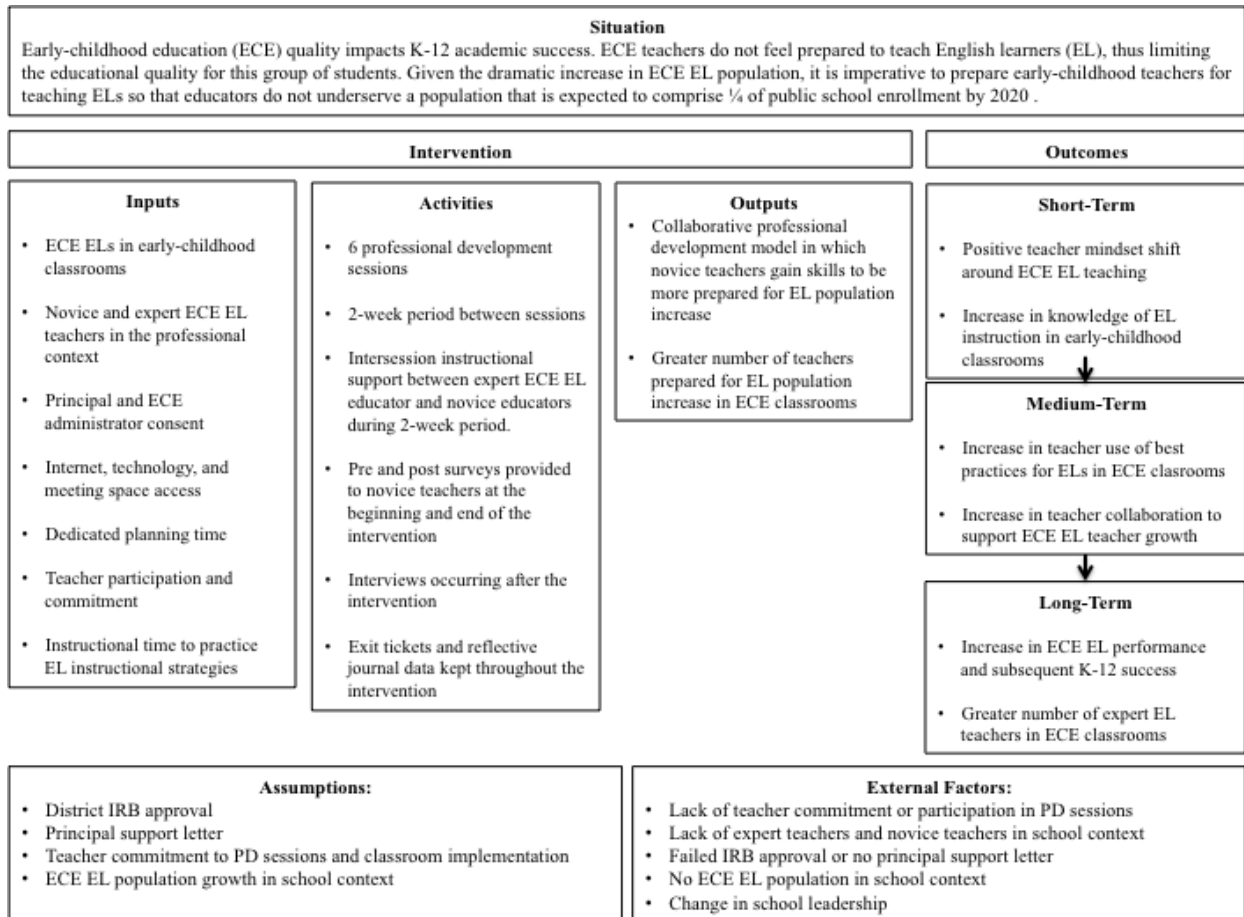 Situation
Early-childhood education (ECE) quality impacts K-12 academic success. ECE teachers do not feel prepared to teach English learners (EL), thus limiting
the educational quality for this group of students. Given the dramatic increase in ECE EL population, it is imperative to prepare early-childhood teachers for
teaching ELs so that educators do not underserve a population that is expected to comprise ¼ of public school enrollment by 2020 .
Intervention
Outcomes
Inputs
• ECE ELs in early-childhood
classrooms
• Novice and expert ECE EL
teachers in the professional
context
• Principal and ECE
administrator consent
• Internet, technology, and
meeting space access
• Dedicated planning time
• Teacher participation and
commitment
• Instructional time to practice
EL instructional strategies
Activities
• 6 professional development
sessions
• 2-week period between sessions
• Intersession instructional
support between expert ECE EL
educator and novice educators
during 2-week period.
• Pre and post surveys provided
to novice teachers at the
beginning and end of the
intervention
• Interviews occurring after the
intervention
• Exit tickets and reflective
journal data kept throughout the
intervention
Outputs
• Collaborative professional
development model in which
novice teachers gain skills to be
more prepared for EL population
increase
• Greater number of teachers
prepared for EL population
increase in ECE classrooms
Short-Term
• Positive teacher mindset shift
around ECE EL teaching
• Increase in knowledge of EL
instruction in early-childhood
classrooms
Medium-Term
• Increase in teacher use of best
practices for ELs in ECE clasrooms
• Increase in teacher collaboration to
support ECE EL teacher growth
Long-Term
• Increase in ECE EL performance
and subsequent K-12 success
• Greater number of expert EL
teachers in ECE classrooms
Assumptions:
• District IRB approval
• Principal support letter
• Teacher commitment to PD sessions and classroom implementation
• ECE EL population growth in school context
External Factors:
• Lack of teacher commitment or participation in PD sessions
• Lack of expert teachers and novice teachers in school context
• Failed IRB approval or no principal support letter
• No ECE EL population in school context
• Change in school leadership